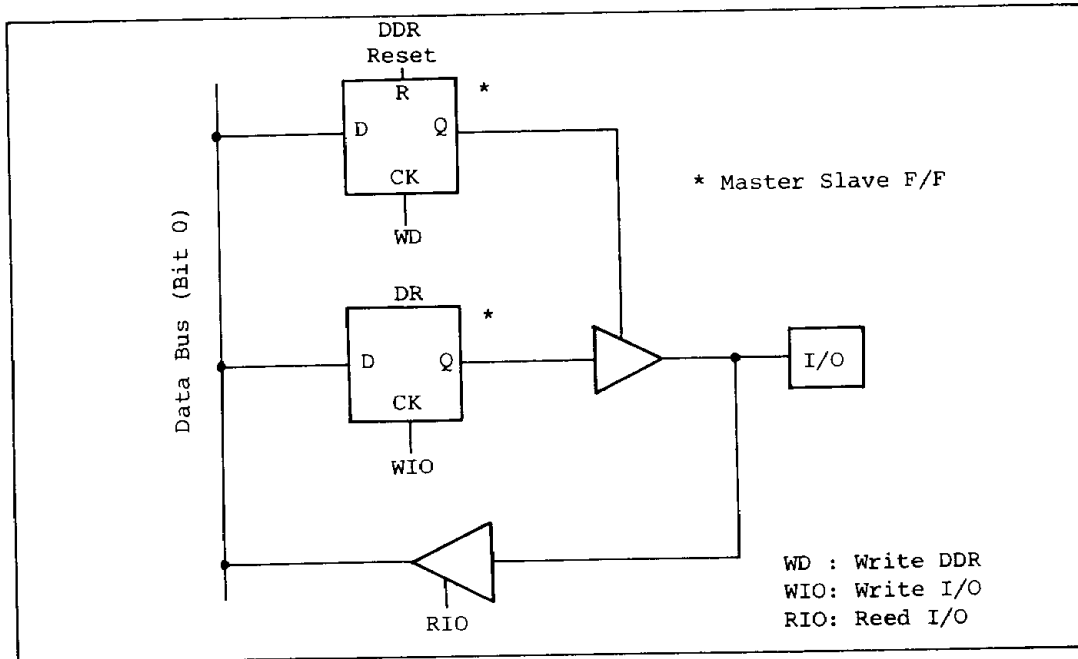 DDR
Reset
R
*
D
Q
CK
* Master Slave F/F
WD
Data Bus (Bit 0)
DR
*
D
Q
CK
I/O
WIO
WD : Write DDR
WIO: Write I/O
RIO: Reed I/O
RIO